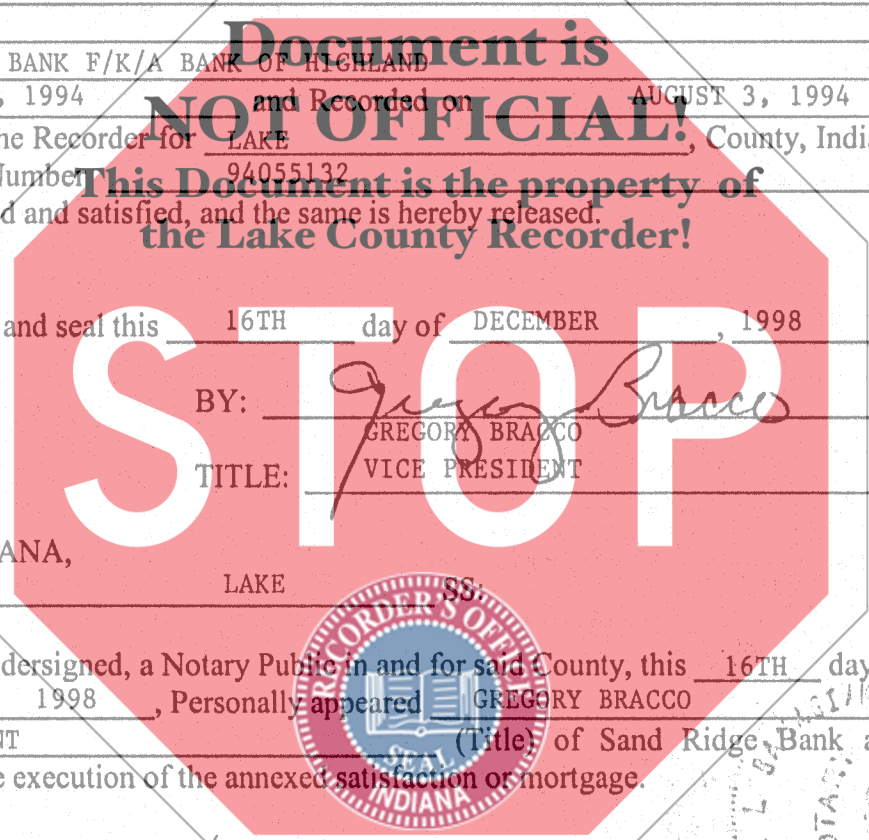 Document is
BANK F/K/A BANK OF HIGHLAND
, 1994 and Recorded on AUGUST 3, 1994
NOT OFFICIAL!
he Recorder for LAKE , County, Indi
Number 94055132
This Document is the property of
d and satisfied, and the same is hereby released.
the Lake County Recorder!
and seal this 16TH day of DECEMBER , 1998
STOP
BY: Gregory Bracco
GREGORY BRACCO
TITLE: VICE PRESIDENT
ANA,
LAKE SS:
RECORDER'S OFFICE
SEAL
INDIANA
dersigned, a Notary Public in and for said County, this 16TH day
1998 , Personally appeared GREGORY BRACCO
NT (Title) of Sand Ridge Bank a
e execution of the annexed satisfaction or mortgage.